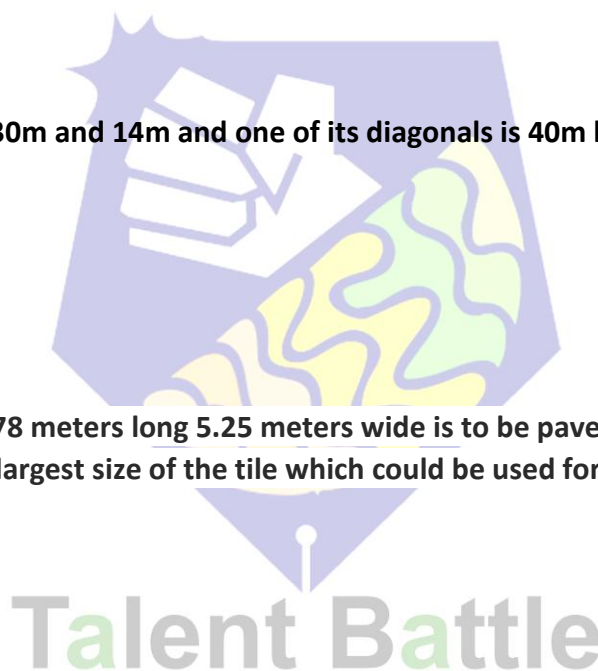 30m and 14m and one of its diagonals is 40m
78 meters long 5.25 meters wide is to be pave
largest size of the tile which could be used for
Talent Battle